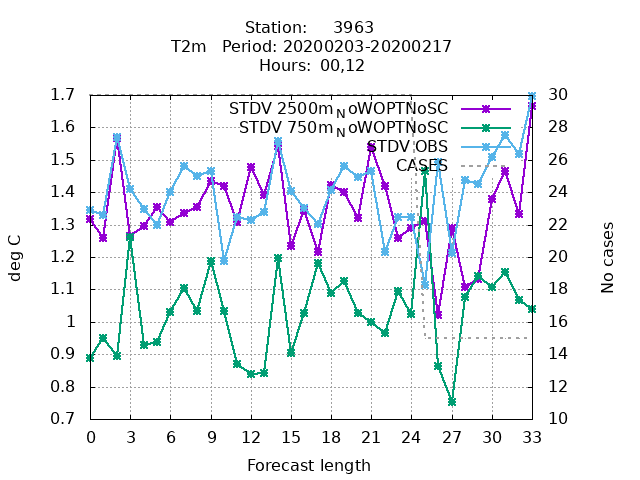 Station: 3963
T2m Period: 20200203-20200217
Hours: 00,12
STDV 2500m_NoWOPTNoSC
STDV 750m_NoWOPTNoSC
STDV OBS
CASES
deg C
1.7
1.6
1.5
1.4
1.3
1.2
1.1
1
0.9
0.8
0.7
30
28
26
24
22
20
18
16
14
12
10
No cases
0 3 6 9 12 15 18 21 24 27 30 33
Forecast length